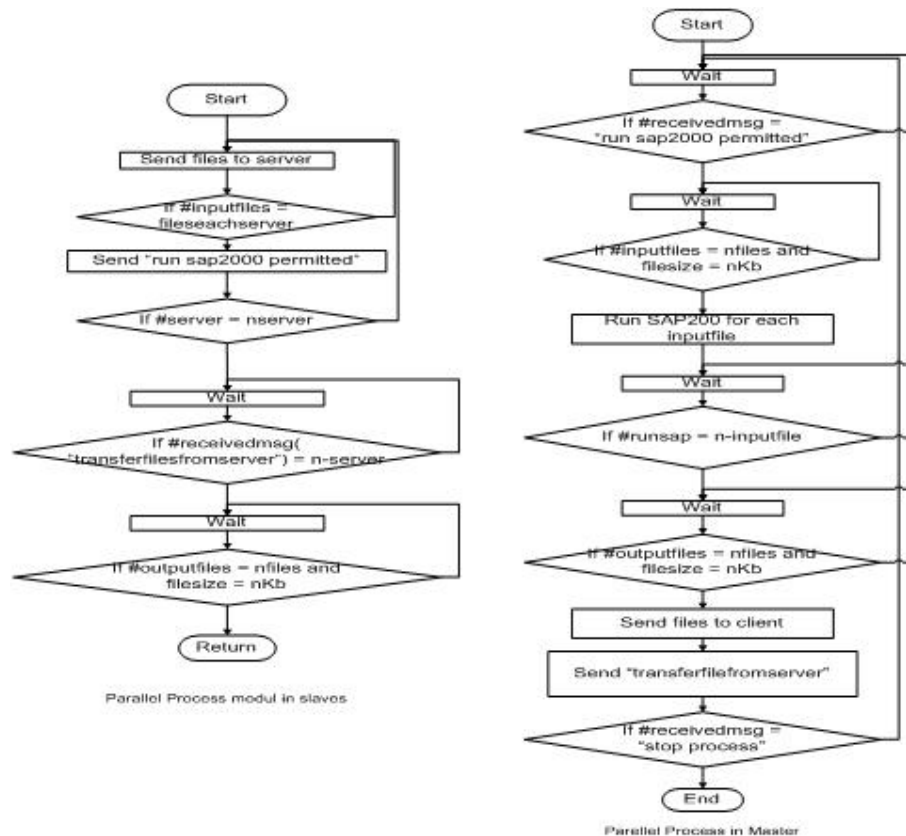 Start
Send files to server
If #inputfiles =
fileseachserver
Send "run sap2000 permitted"
If #server = nserver
Wait
If #receivedmsg(
"transferfilesfromserver") = n-server
Wait
If #outputfiles = nfiles and
filesize = nKb
Return
Parallel Process modul in slaves
Start
Wait
If #receivedmsg =
"run sap2000 permitted"
Wait
If #inputfiles = nfiles and
filesize = nKb
Run SAP200 for each
inputfile
Wait
If #runsap = n-inputfile
Wait
If #outputfiles = nfiles and
filesize = nKb
Send files to client
Send "transferfilefromserver"
If #receivedmsg =
"stop process"
End
Parellel Process in Master